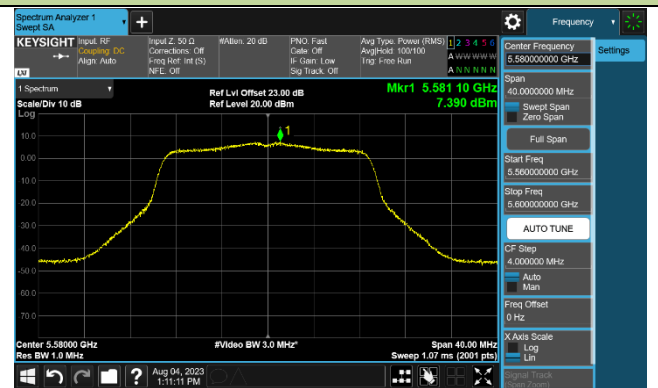 Spectrum Analyzer 1
Swept SA
+
Frequency
KEYSIGHT
Input: RF
Coupling: DC
Align: Auto
Input Z: 50 Ω
Corrections: Off
Freq Ref: Int (S)
NFE: Off
#Atten: 20 dB
PNO: Fast
Gate: Off
IF Gain: Low
Sig Track: Off
Avg Type: Power (RMS)
Avg|Hold: 100/100
Trig: Free Run
1 2 3 4 5 6
A W W W W W
A N N N N N
LXI
1 Spectrum
Scale/Div 10 dB
Log
Ref Lvl Offset 23.00 dB
Ref Level 20.00 dBm
Mkr1 5.581 10 GHz
7.390 dBm
1
10.0
0.00
-10.0
-20.0
-30.0
-40.0
-50.0
-60.0
-70.0
Center 5.58000 GHz
Res BW 1.0 MHz
#Video BW 3.0 MHz*
Span 40.00 MHz
Sweep 1.07 ms (2001 pts)
?
Aug 04, 2023
1:11:11 PM
Center Frequency
5.580000000 GHz
Settings
Span
40.0000000 MHz
Swept Span
Zero Span
Full Span
Start Freq
5.560000000 GHz
Stop Freq
5.600000000 GHz
AUTO TUNE
CF Step
4.000000 MHz
Auto
Man
Freq Offset
0 Hz
X Axis Scale
Log
Lin
Signal Track
(Span Zoom)